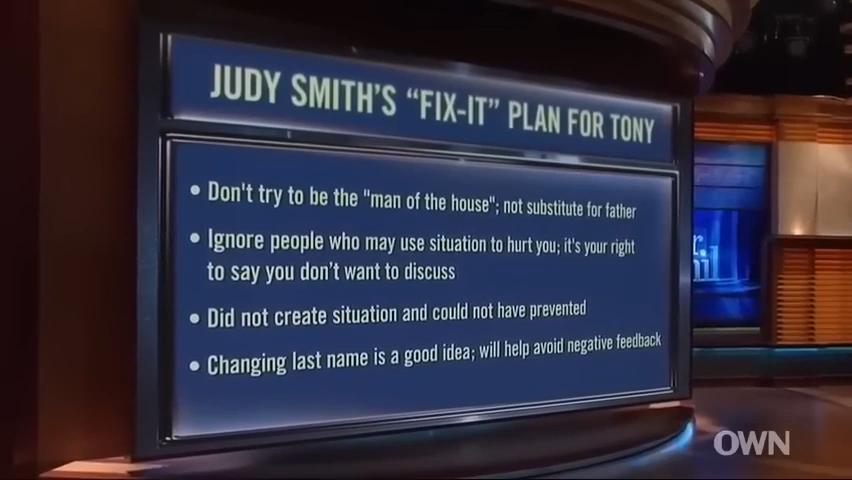 JUDY SMITH'S “FIX-IT” PLAN FOR TONY
• Don't try to be the "man of the house"; not substitute for father
• Ignore people who may use situation to hurt you; it's your right
to say you don't want to discuss
• Did not create situation and could not have prevented
• Changing last name is a good idea; will help avoid negative feedback
OWN